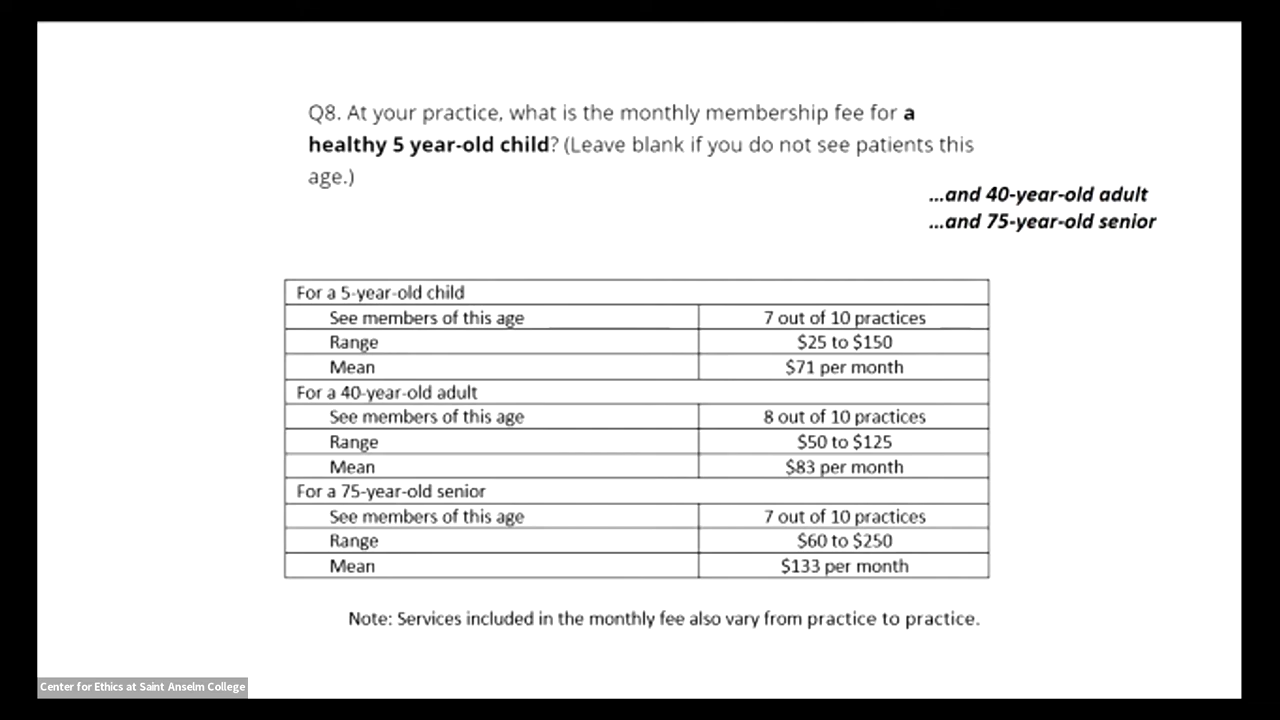 Q8. At your practice, what is the monthly membership fee for a
healthy 5 year-old child? (Leave blank if you do not see patients this
age.)
...and 40-year-old adult
...and 75-year-old senior
For a 5-year-old child
See members of this age 7 out of 10 practices
Range $25 to $150
Mean $71 per month
For a 40-year-old adult
See members of this age 8 out of 10 practices
Range $50 to $125
Mean $83 per month
For a 75-year-old senior
See members of this age 7 out of 10 practices
Range $60 to $250
Mean $133 per month
Note: Services included in the monthly fee also vary from practice to practice.
Center for Ethics at Saint Anselm College